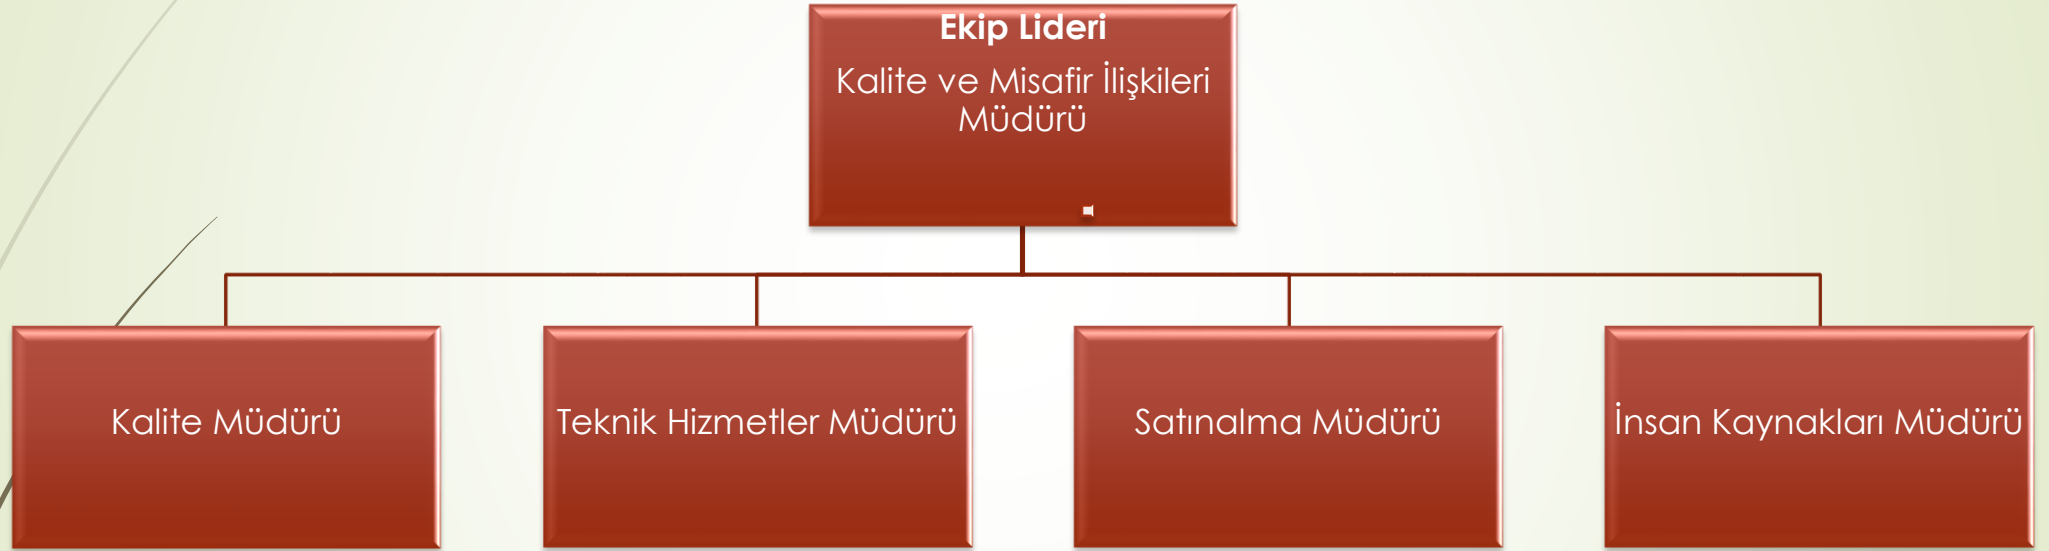 Ekip Lideri
Kalite ve Misafir İlişkileri
Müdürü
Kalite Müdürü
Teknik Hizmetler Müdürü
Satınalma Müdürü
İnsan Kaynakları Müdürü